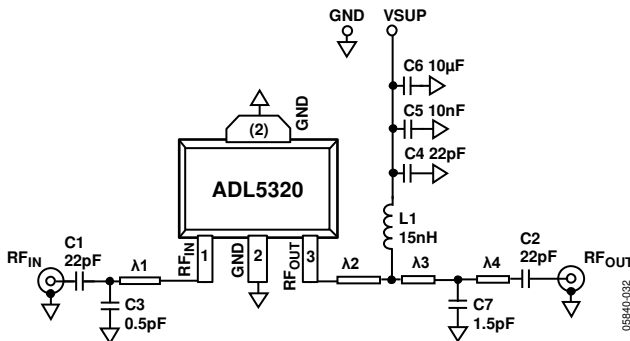 GND VSUP
C6 10µF
C5 10nF
C4 22pF
(2)
GND
ADL5320
L1
15nH
RFIN
C1
22pF
λ1
C3
0.5pF
RFIN
1
GND
2
RFOUT
3
λ2
λ3
C7
1.5pF
λ4
C2
22pF
RFOUT
05840-032